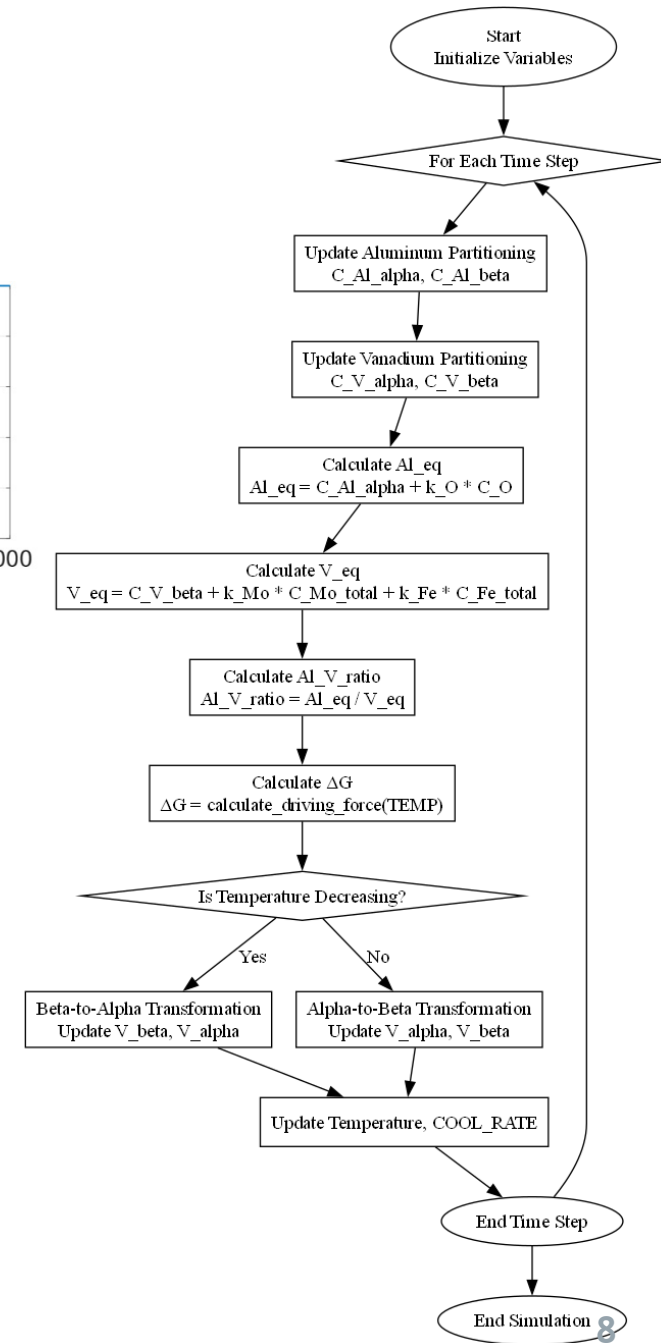 Start
Initialize Variables
For Each Time Step
Update Aluminum Partitioning
C_Al_alpha, C_Al_beta
Update Vanadium Partitioning
C_V_alpha, C_V_beta
Calculate Al_eq
Al_eq = C_Al_alpha + k_O * C_O
000
Calculate V_eq
V_eq = C_V_beta + k_Mo * C_Mo_total + k_Fe * C_Fe_total
Calculate Al_V_ratio
Al_V_ratio = Al_eq / V_eq
Calculate ΔG
ΔG = calculate_driving_force(TEMP)
Is Temperature Decreasing?
Yes
No
Beta-to-Alpha Transformation
Update V_beta, V_alpha
Alpha-to-Beta Transformation
Update V_alpha, V_beta
Update Temperature, COOL_RATE
End Time Step
End Simulation
8